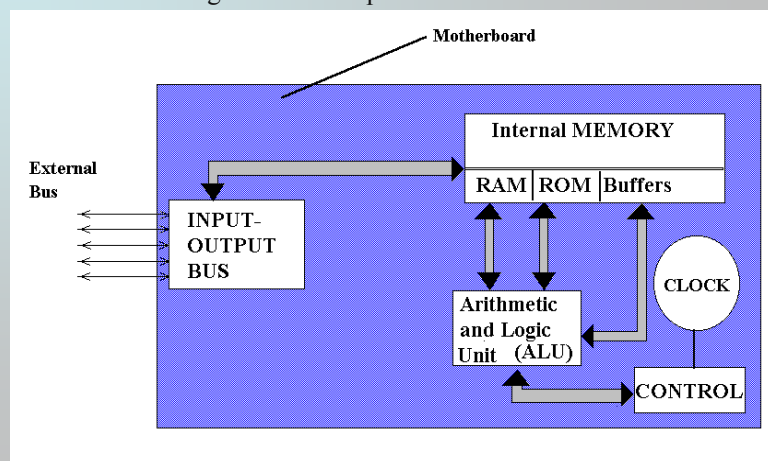 Motherboard
Internal MEMORY
RAM ROM Buffers
External
Bus
INPUT-
OUTPUT
BUS
CLOCK
Arithmetic
and Logic
Unit (ALU)
CONTROL